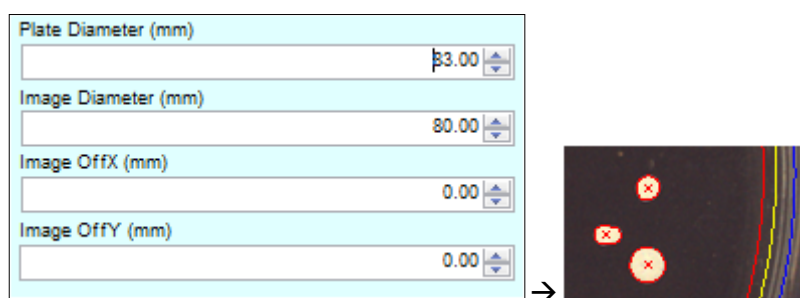 Plate Diameter (mm)
83.00
Image Diameter (mm)
80.00
Image OffX (mm)
0.00
Image OffY (mm)
0.00
→